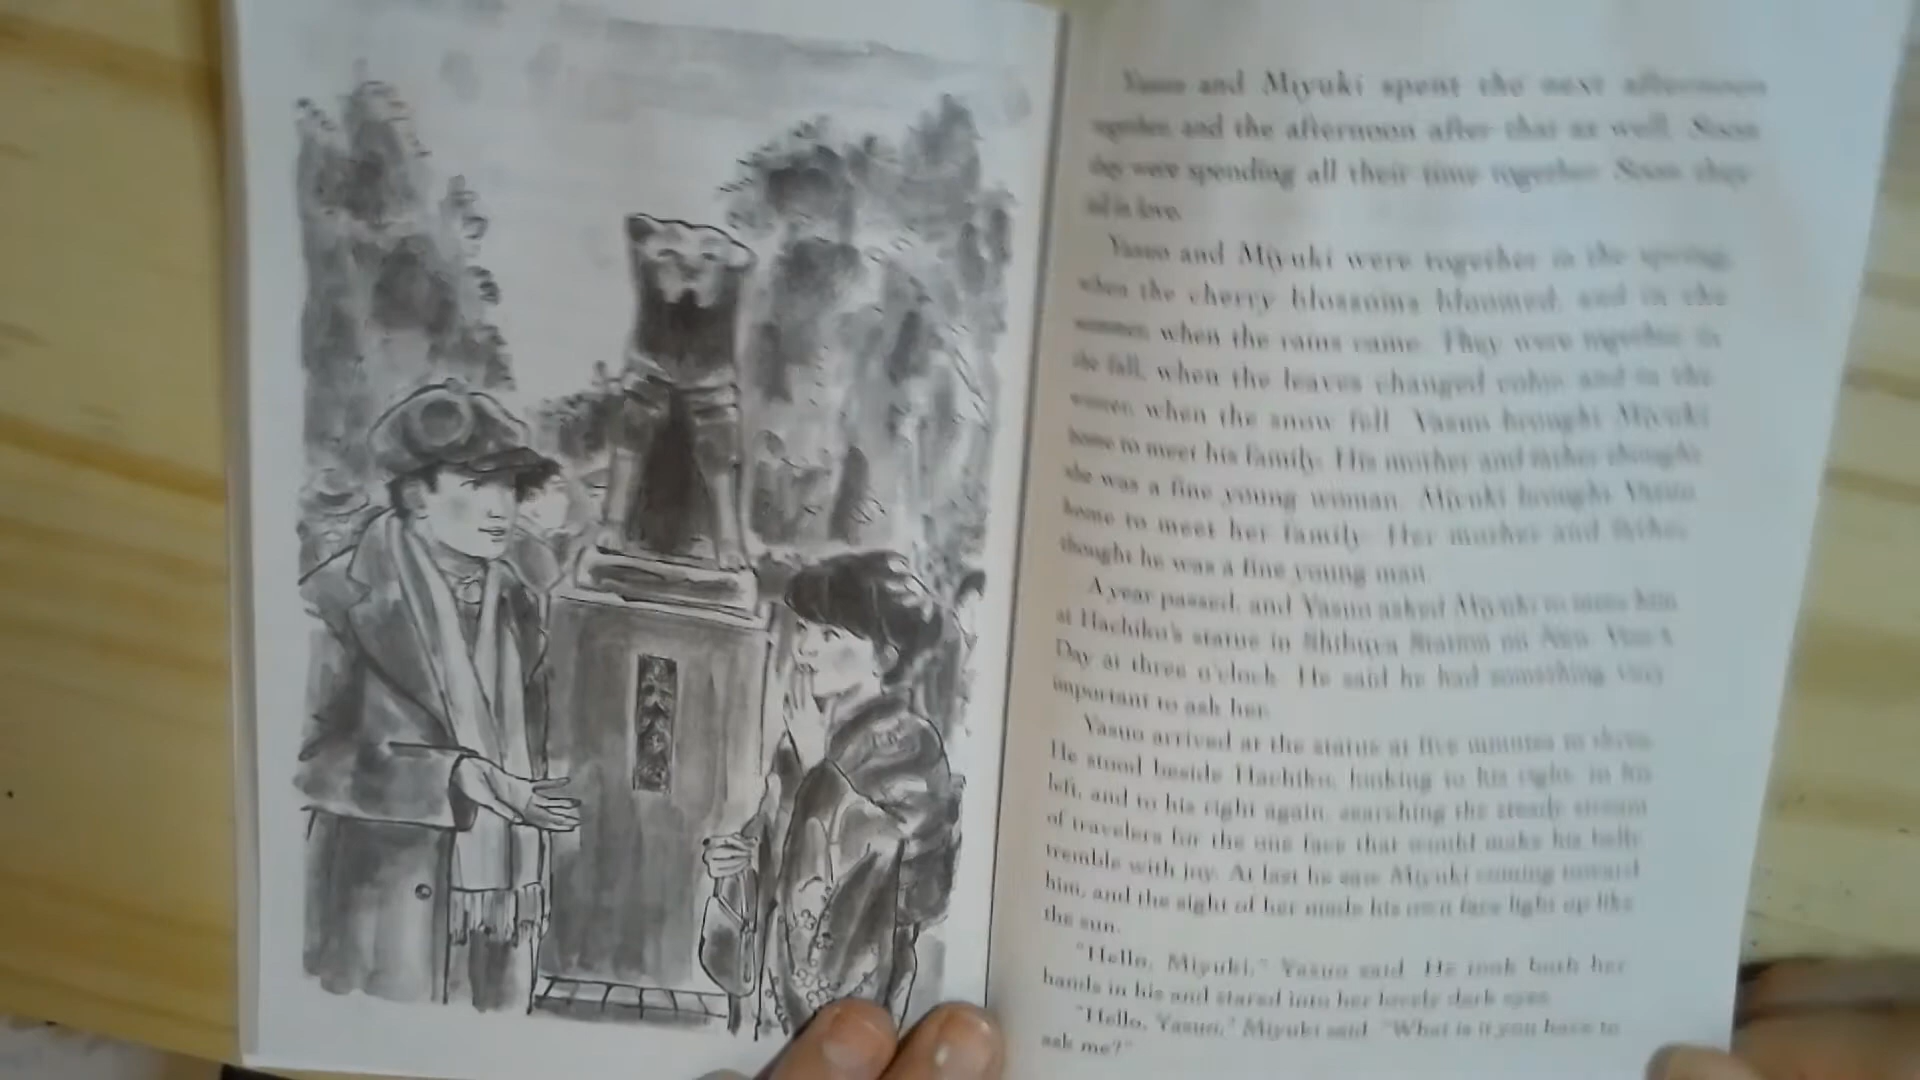 Yasuo and Miyuki spent the next afternoon
together, and the afternoon after that as well. Soon
they were spending all their time together. Soon they
fell in love.
Yasuo and Miyuki were together in the spring,
when the cherry blossoms bloomed, and in the
summer, when the rains came. They were together in
the fall, when the leaves changed color, and in the
winter, when the snow fell. Yasuo brought Miyuki
home to meet his family. His mother and father thought
she was a fine young woman. Miyuki brought Yasuo
home to meet her family. Her mother and father
thought he was a fine young man.
A year passed, and Yasuo asked Miyuki to meet him
at Hachiko's statue in Shibuya Station on New Year's
Day at three o'clock. He said he had something very
important to ask her.
Yasuo arrived at the statue at five minutes to three.
He stood beside Hachiko, looking to his right, to his
left, and to his right again, searching the steady stream
of travelers for the one face that would make his belly
tremble with joy. At last he saw Miyuki coming toward
him, and the sight of her made his own face light up like
the sun.
"Hello, Miyuki," Yasuo said. He took both her
hands in his and stared into her lovely dark eyes.
"Hello, Yasuo," Miyuki said. "What is it you have to
ask me?"